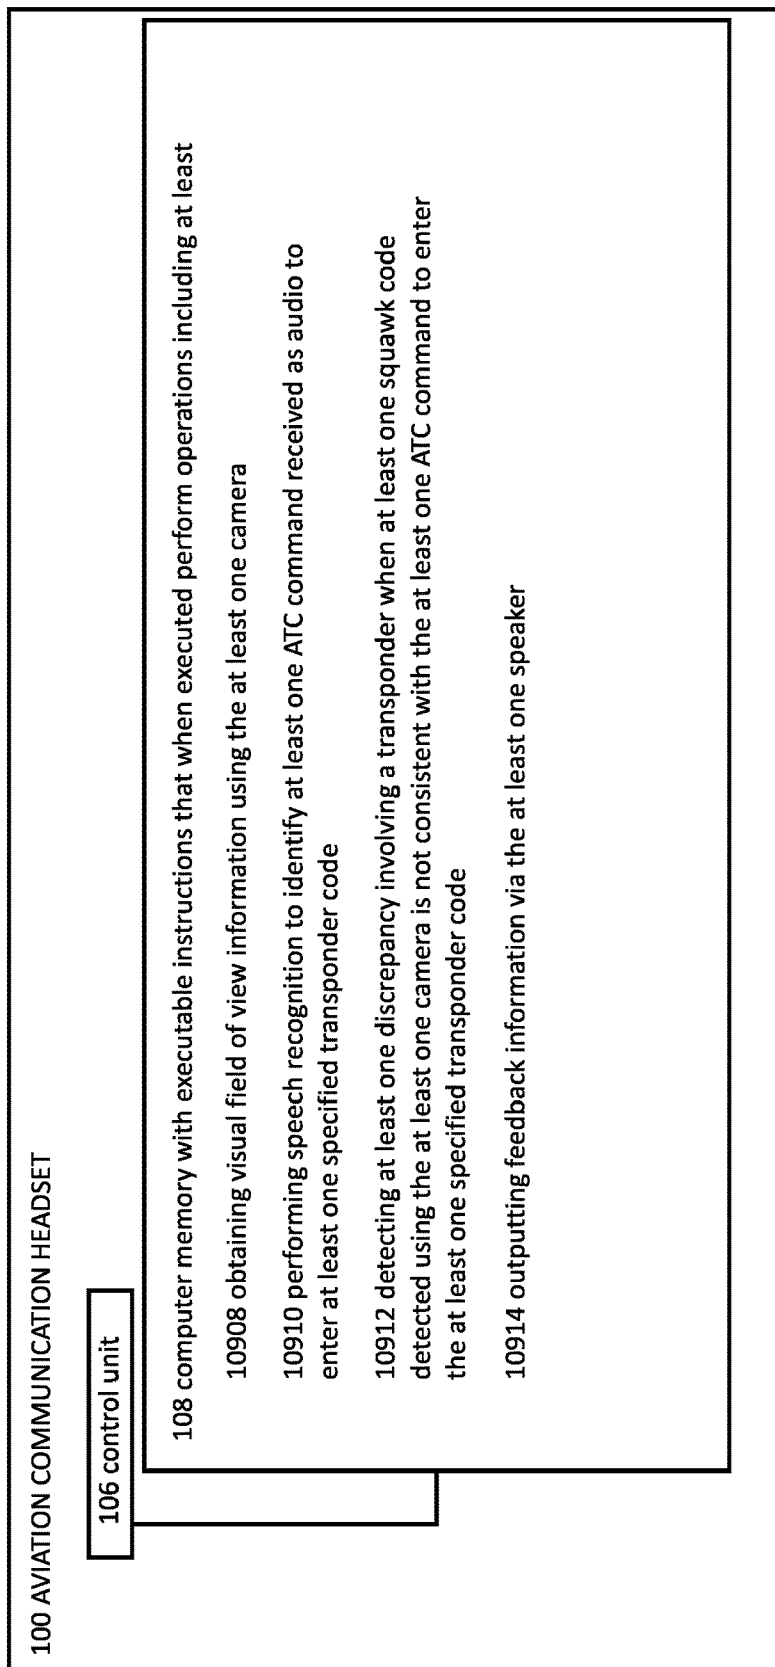 100 AVIATION COMMUNICATION HEADSET
106 control unit
108 computer memory with executable instructions that when executed perform operations including at least
10908 obtaining visual field of view information using the at least one camera
10910 performing speech recognition to identify at least one ATC command received as audio to
enter at least one specified transponder code
10912 detecting at least one discrepancy involving a transponder when at least one squawk code
detected using the at least one camera is not consistent with the at least one ATC command to enter
the at least one specified transponder code
10914 outputting feedback information via the at least one speaker